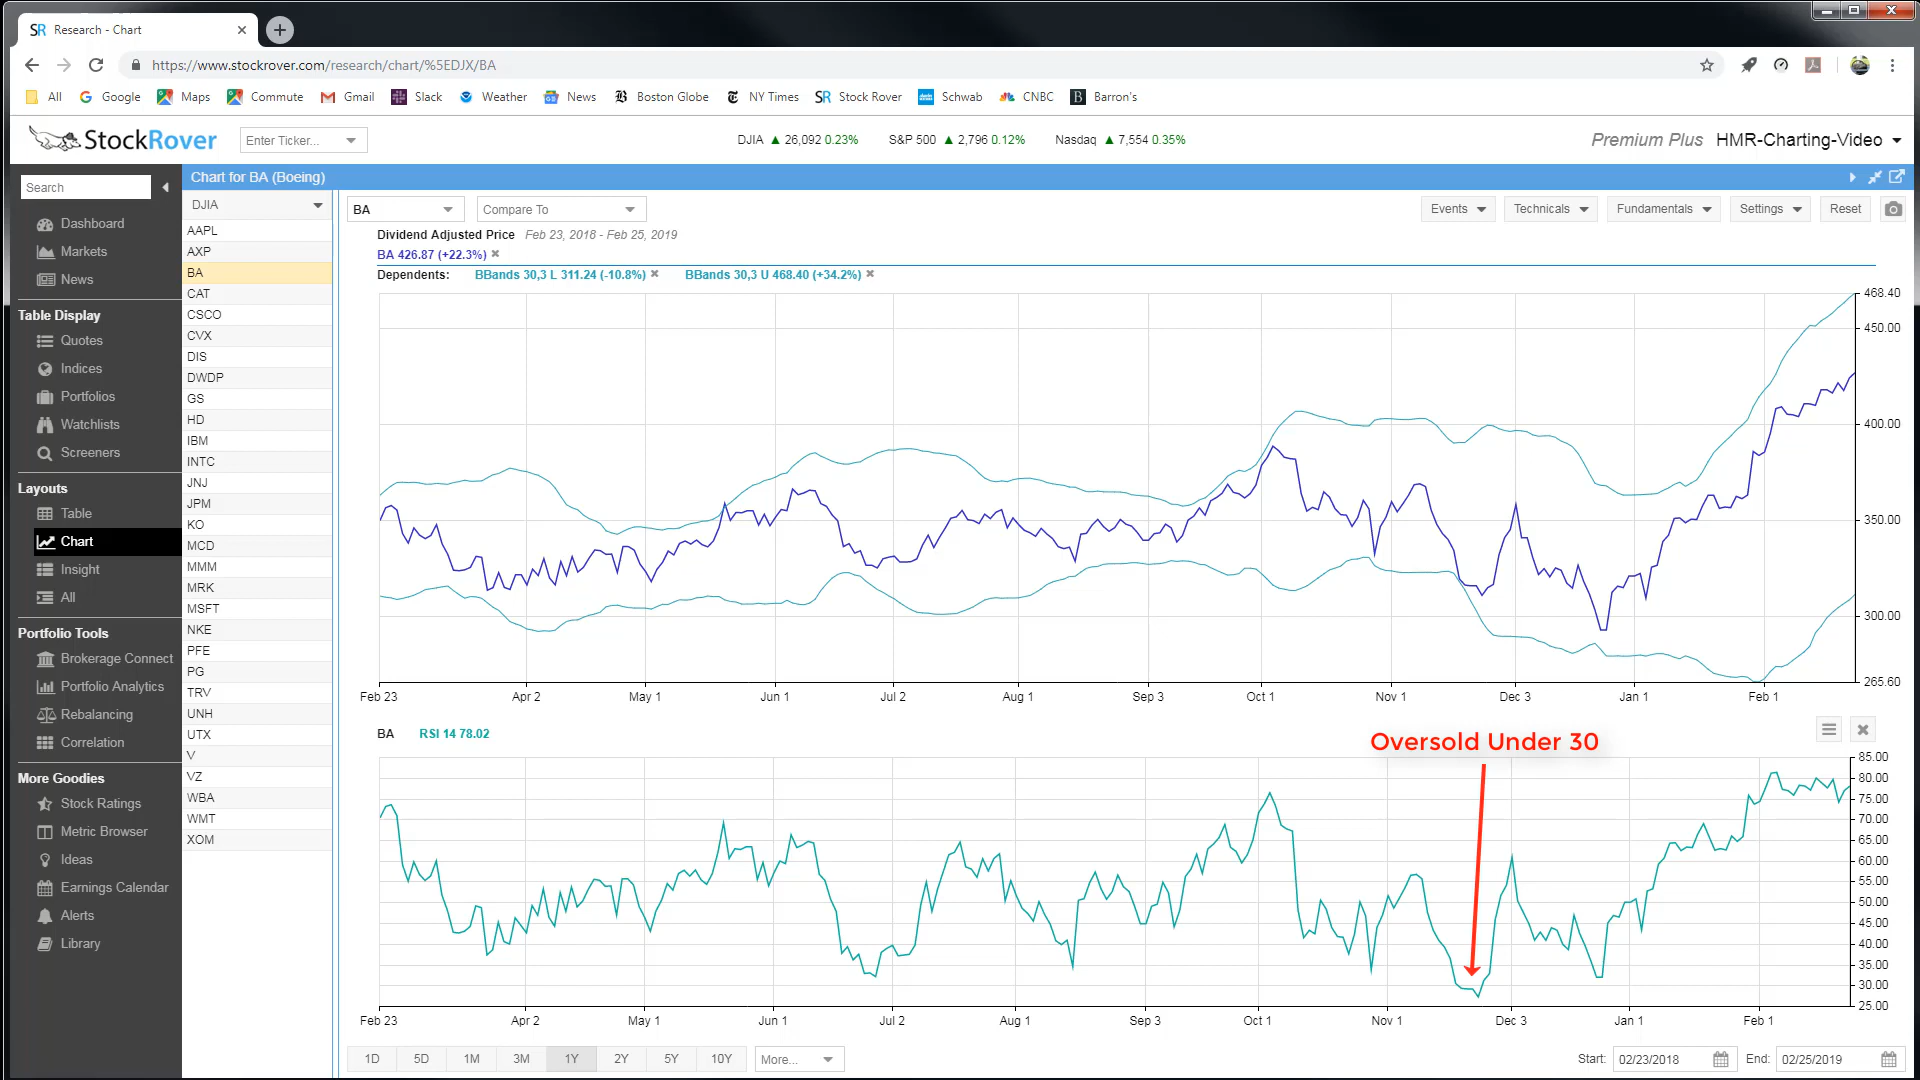 SR Research - Chart
https://www.stockrover.com/research/chart/%5EDJX/BA
All Google Maps Commute Gmail Slack Weather News Boston Globe NY Times SR Stock Rover Schwab CNBC Barron's
StockRover Enter Ticker... DJIA ▲ 26,092 0.23% S&P 500 ▲ 2,796 0.12% Nasdaq ▲ 7,554 0.35% Premium Plus HMR-Charting-Video
Search
Dashboard
Markets
News
Table Display
Quotes
Indices
Portfolios
Watchlists
Screeners
Layouts
Table
Chart
Insight
All
Portfolio Tools
Brokerage Connect
Portfolio Analytics
Rebalancing
Correlation
More Goodies
Stock Ratings
Metric Browser
Ideas
Earnings Calendar
Alerts
Library
Chart for BA (Boeing)
DJIA
AAPL
AXP
BA
CAT
CSCO
CVX
DIS
DWDP
GS
HD
IBM
INTC
JNJ
JPM
KO
MCD
MMM
MRK
MSFT
NKE
PFE
PG
TRV
UNH
UTX
V
VZ
WBA
WMT
XOM
BA Compare To Events Technicals Fundamentals Settings Reset
Dividend Adjusted Price Feb 23, 2018 - Feb 25, 2019
BA 426.87 (+22.3%)
Dependents: BBands 30,3 L 311.24 (-10.8%) BBands 30,3 U 468.40 (+34.2%)
468.40
450.00
400.00
350.00
300.00
265.60
Feb 23 Apr 2 May 1 Jun 1 Jul 2 Aug 1 Sep 3 Oct 1 Nov 1 Dec 3 Jan 1 Feb 1
BA RSI 14 78.02
Oversold Under 30
85.00
80.00
75.00
70.00
65.00
60.00
55.00
50.00
45.00
40.00
35.00
30.00
25.00
Feb 23 Apr 2 May 1 Jun 1 Jul 2 Aug 1 Sep 3 Oct 1 Nov 1 Dec 3 Jan 1 Feb 1
1D 5D 1M 3M 1Y 2Y 5Y 10Y More... Start: 02/23/2018 End: 02/25/2019